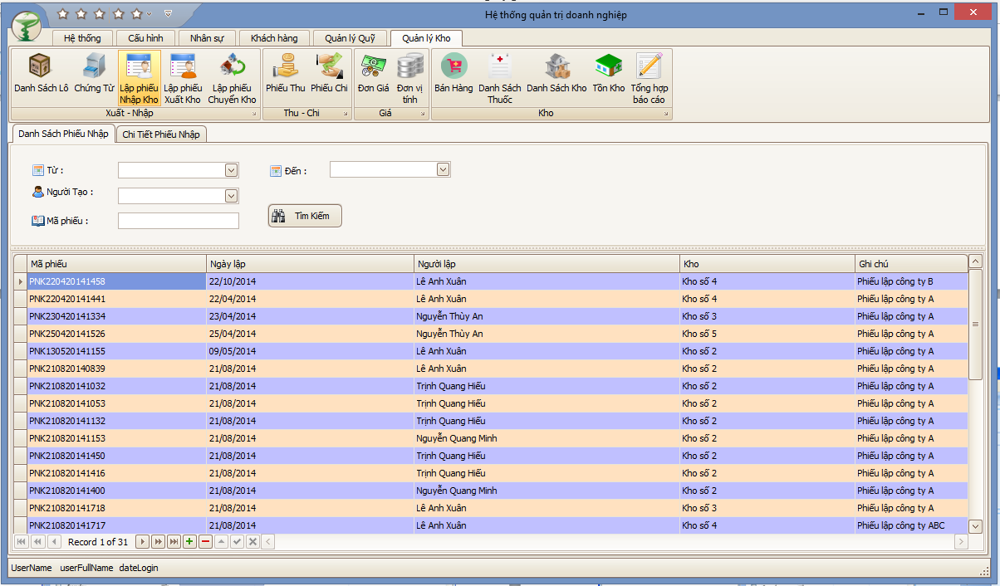 Hệ thống quản trị doanh nghiệp
Hệ thống Cấu hình Nhân sự Khách hàng Quản lý Quỹ Quản lý Kho
Danh Sách Lô Chứng Từ Lập phiếu Nhập Kho Lập phiếu Xuất Kho Lập phiếu Chuyển Kho Phiếu Thu Phiếu Chi Đơn Giá Đơn vị tính Bán Hàng Danh Sách Thuốc Danh Sách Kho Tồn Kho Tổng hợp báo cáo
Xuất - Nhập Thu - Chi Giá Kho
Danh Sách Phiếu Nhập Chi Tiết Phiếu Nhập
Từ : Đến :
Người Tạo :
Mã phiếu : Tìm Kiếm
Mã phiếu Ngày lập Người lập Kho Ghi chú
PNK220420141458 22/10/2014 Lê Anh Xuân Kho số 4 Phiếu lập công ty B
PNK220420141441 22/04/2014 Lê Anh Xuân Kho số 4 Phiếu lập công ty A
PNK230420141334 23/04/2014 Nguyễn Thùy An Kho số 3 Phiếu lập công ty A
PNK250420141526 25/04/2014 Nguyễn Thùy An Kho số 5 Phiếu lập công ty A
PNK130520141155 09/05/2014 Lê Anh Xuân Kho số 2 Phiếu lập công ty A
PNK210820140839 21/08/2014 Lê Anh Xuân Kho số 2 Phiếu lập công ty A
PNK210820141032 21/08/2014 Trịnh Quang Hiếu Kho số 2 Phiếu lập công ty A
PNK210820141053 21/08/2014 Trịnh Quang Hiếu Kho số 2 Phiếu lập công ty A
PNK210820141132 21/08/2014 Trịnh Quang Hiếu Kho số 2 Phiếu lập công ty A
PNK210820141153 21/08/2014 Nguyễn Quang Minh Kho số 2 Phiếu lập công ty A
PNK210820141450 21/08/2014 Trịnh Quang Hiếu Kho số 2 Phiếu lập công ty A
PNK210820141416 21/08/2014 Trịnh Quang Hiếu Kho số 2 Phiếu lập công ty A
PNK210820141400 21/08/2014 Nguyễn Quang Minh Kho số 2 Phiếu lập công ty A
PNK210820141718 21/08/2014 Lê Anh Xuân Kho số 3 Phiếu lập công ty A
PNK210820141717 21/08/2014 Lê Anh Xuân Kho số 4 Phiếu lập công ty ABC
Record 1 of 31
UserName userFullName dateLogin